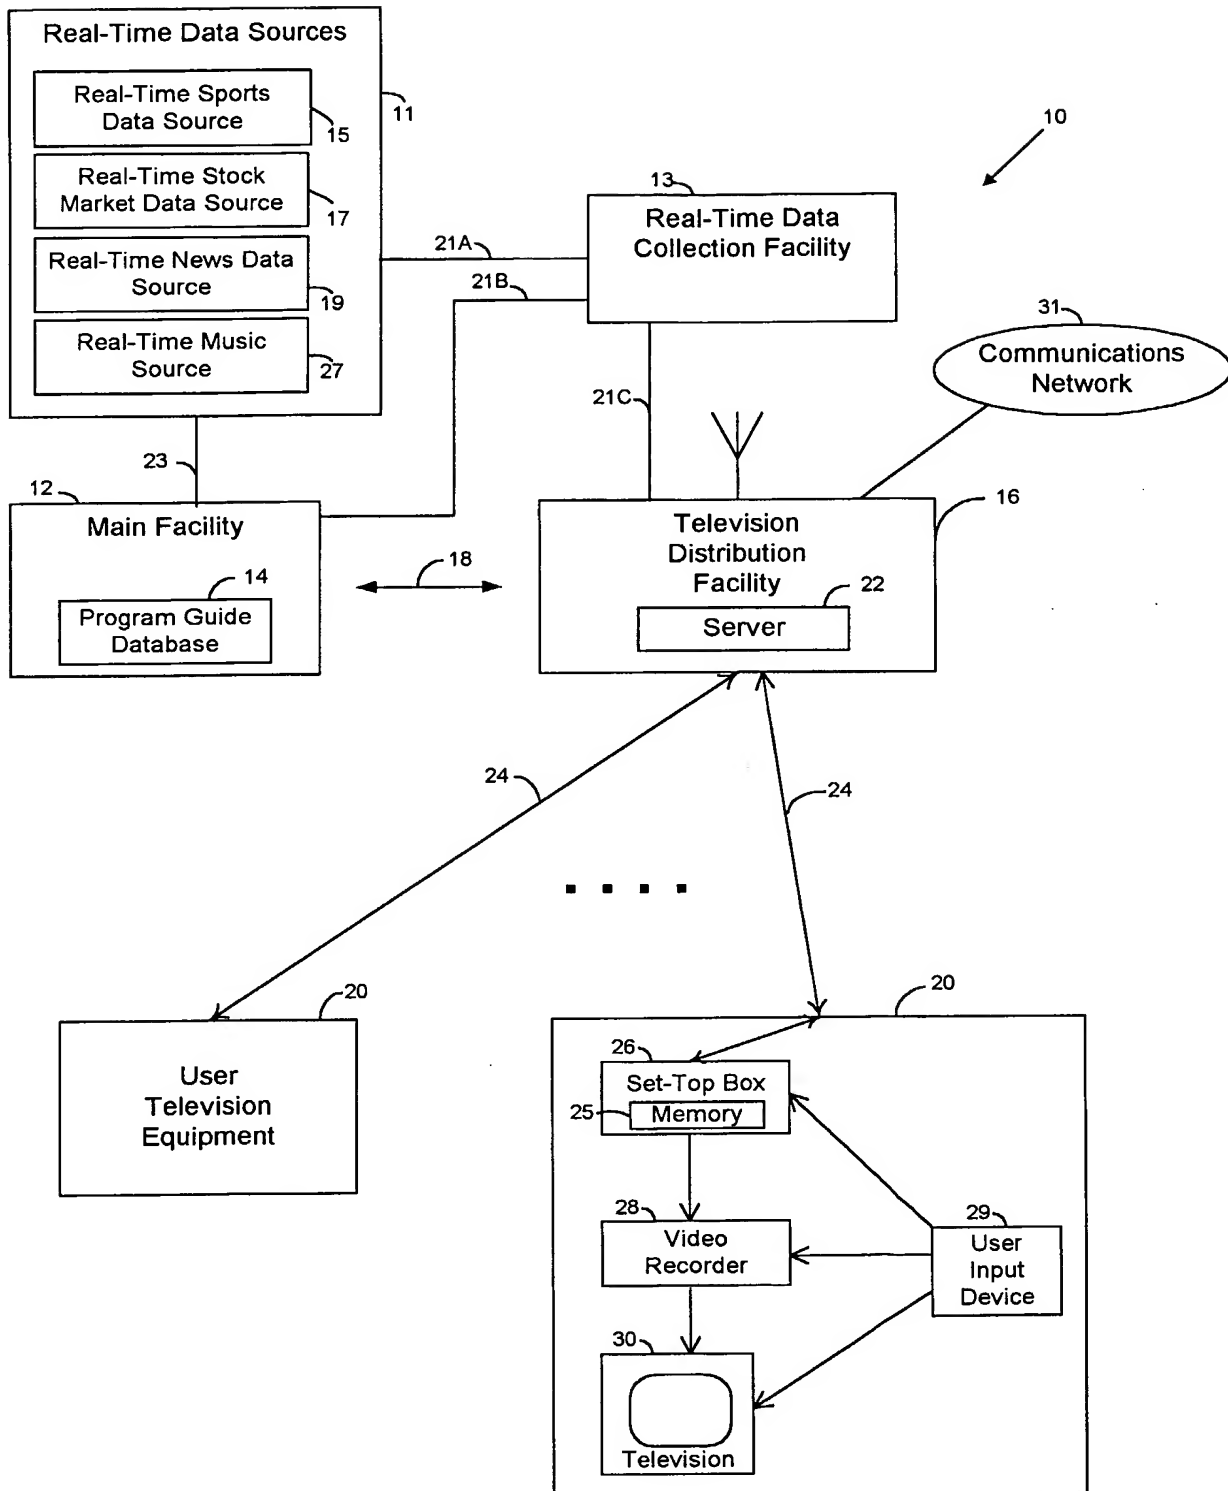 Real-Time Data Sources
Real-Time Sports
Data Source
15
11
Real-Time Stock
Market Data Source
17
Real-Time News Data
Source
19
Real-Time Music
Source
27
10
13
Real-Time Data
Collection Facility
21A
21B
21C
31
Communications
Network
23
12
Main Facility
14
Program Guide
Database
18
16
Television
Distribution
Facility
22
Server
24
24
20
User
Television
Equipment
20
26
Set-Top Box
25
Memory
28
Video
Recorder
29
User
Input
Device
30
Television